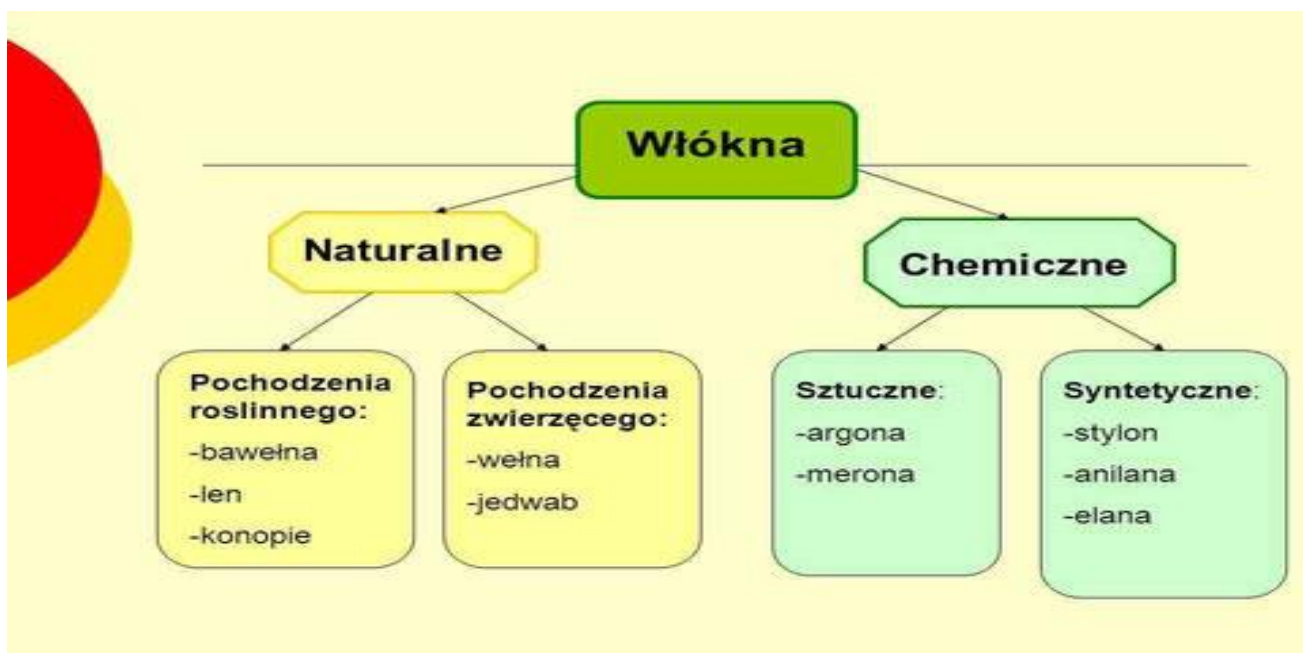 Włókna
Naturalne
Chemiczne
Pochodzenia
roslinnego:
-bawełna
-len
-konopie
Pochodzenia
zwierzęcego:
-wełna
-jedwab
Sztuczne:
-argona
-merona
Syntetyczne:
-stylon
-anilana
-elana